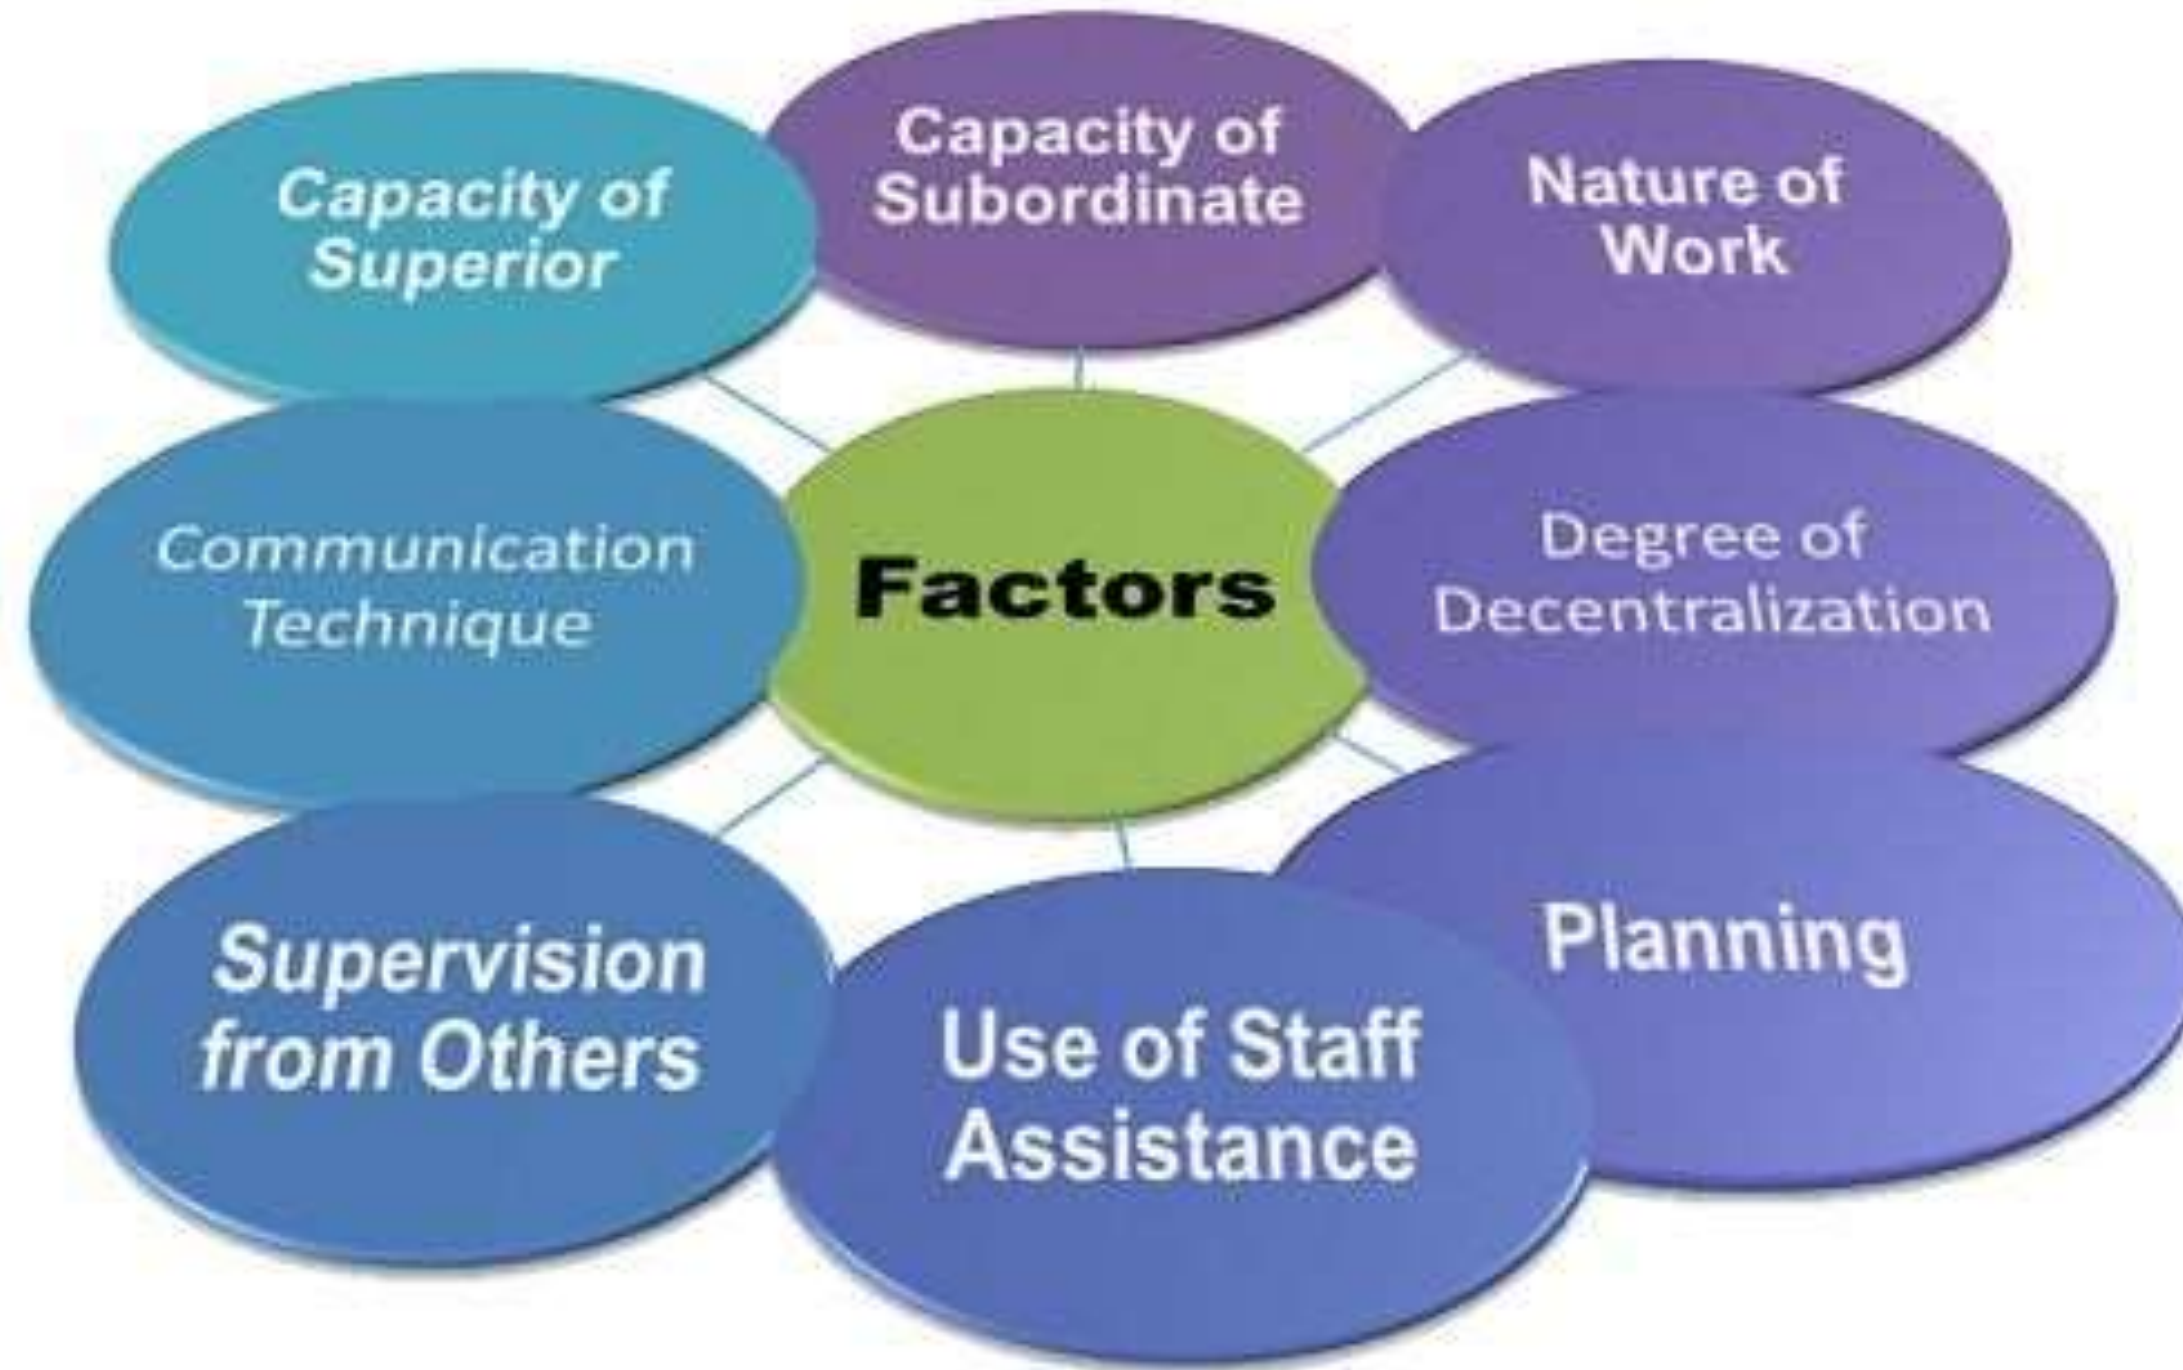 Capacity of
Superior
Capacity of
Subordinate
Nature of
Work
Communication
Technique
Factors
Degree of
Decentralization
Supervision
from Others
Use of Staff
Assistance
Planning